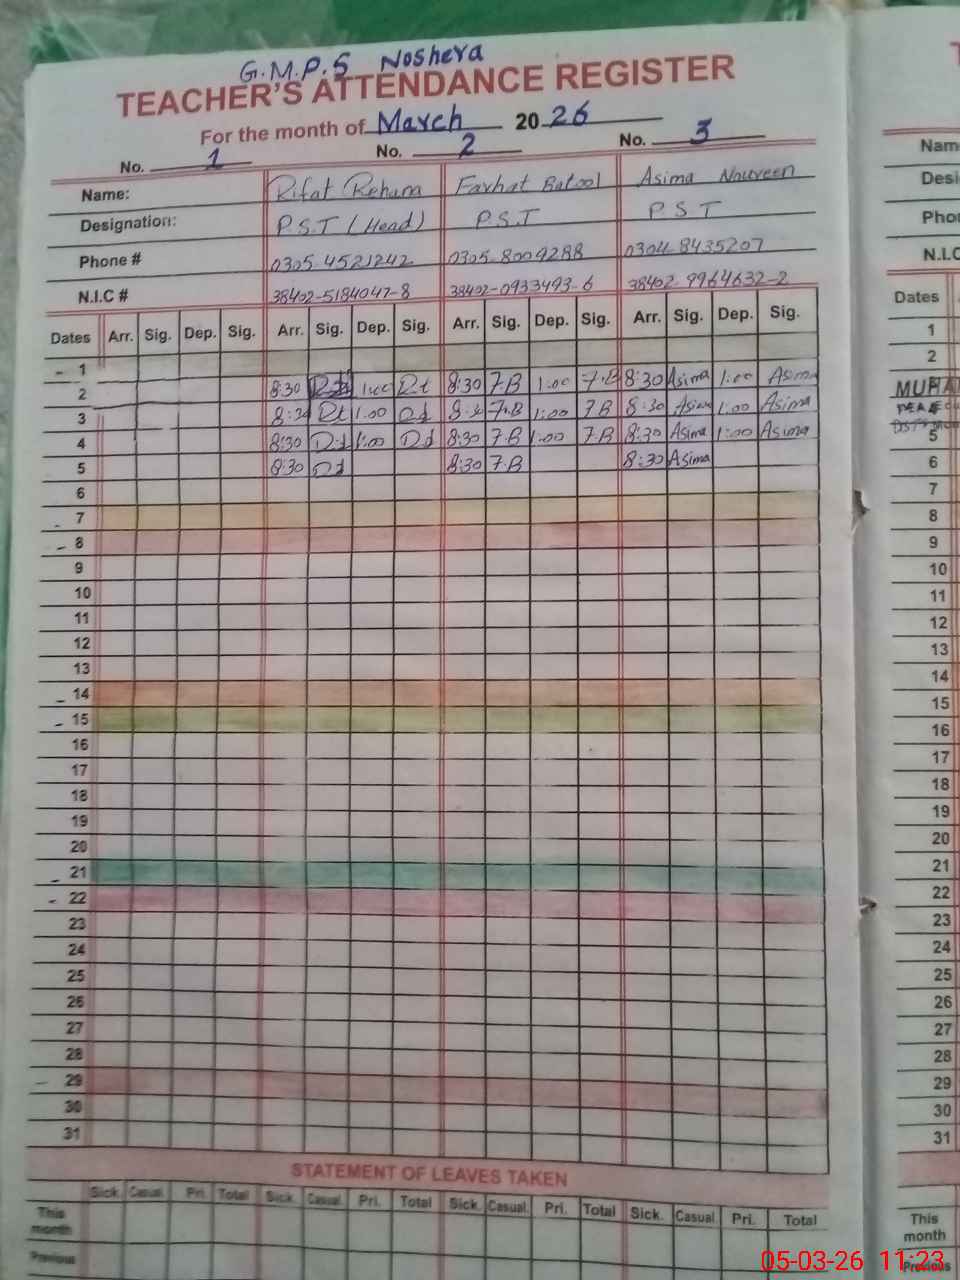 G.M.P.S Noshera
TEACHER'S ATTENDANCE REGISTER
For the month of March 20 26
No. 1 No. 2 No. 3
Name: Rifat Rehana Farhat Batool Asima Nouveen
Designation: P.S.T (Head) P.S.T P.S.T
Phone # 0305-4521242 0305-8009288 0304-8435207
N.I.C # 38402-5184047-8 38402-0933493-6 38402-9964632-2
Dates Arr. Sig. Dep. Sig. Arr. Sig. Dep. Sig. Arr. Sig. Dep. Sig. Arr. Sig. Dep. Sig.
- 1
2 8:30 1:00 8:30 7.B 1:00 7.B 8:30 Asima 1:00 Asima
3 8:30 1:00 8:30 7.B 1:00 7B 8:30 Asima 1:00 Asima
4 8:30 1:00 8:30 7B 1:00 7B 8:30 Asima 1:00 Asima
5 8:30 8:30 7.B 8:30 Asima
6
- 7
- 8
9
10
11
12
13
- 14
- 15
16
17
18
19
20
- 21
- 22
23
24
25
26
27
28
- 29
30
31
STATEMENT OF LEAVES TAKEN
Sick. Casual. Pri. Total Sick. Casual. Pri. Total Sick. Casual. Pri. Total Sick. Casual Pri. Total
This
month
Previous
Nam
Desi
Pho
N.I.C
Dates
1
2
5
6
7
8
9
10
11
12
13
14
15
16
17
18
19
20
21
22
23
24
25
26
27
28
29
30
31
This
month
Previous
05-03-26 11:23